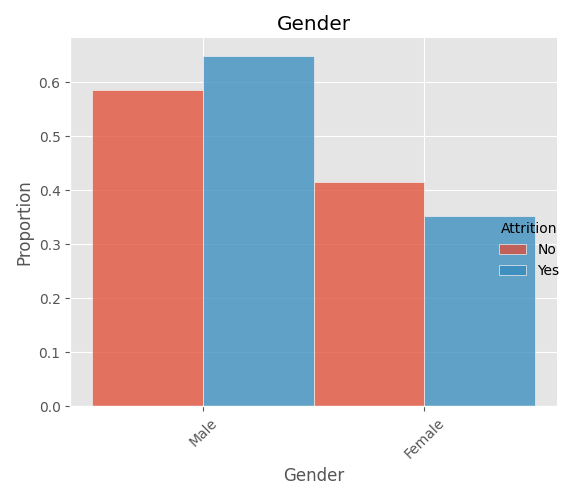 Gender
0.6
0.5
0.4
0.3
0.2
0.1
0.0
Proportion
Male
Female
Gender
Attrition
No
Yes